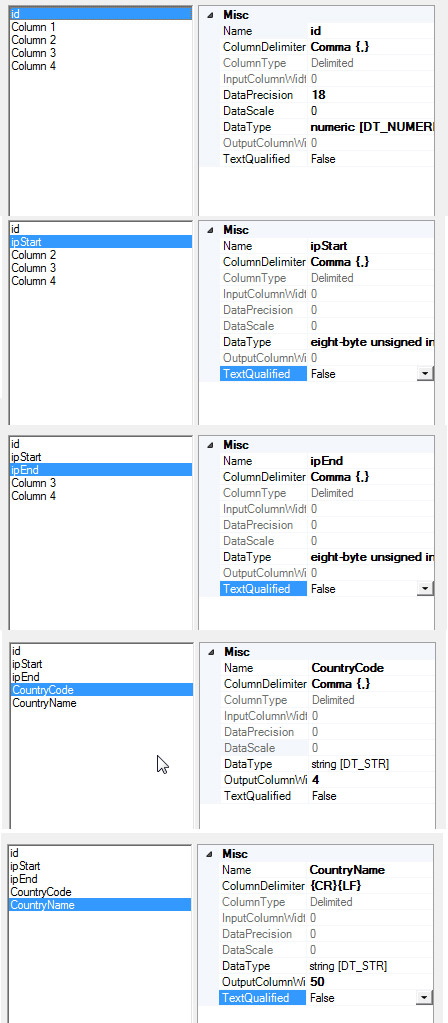 id
Column 1
Column 2
Column 3
Column 4
Misc
Name id
ColumnDelimiter Comma {,}
ColumnType Delimited
InputColumnWidt 0
DataPrecision 18
DataScale 0
DataType numeric [DT_NUMERI
OutputColumnWi 0
TextQualified False
id
ipStart
Column 2
Column 3
Column 4
Misc
Name ipStart
ColumnDelimiter Comma {,}
ColumnType Delimited
InputColumnWidt 0
DataPrecision 0
DataScale 0
DataType eight-byte unsigned in
OutputColumnWi 0
TextQualified False
id
ipStart
ipEnd
Column 3
Column 4
Misc
Name ipEnd
ColumnDelimiter Comma {,}
ColumnType Delimited
InputColumnWidt 0
DataPrecision 0
DataScale 0
DataType eight-byte unsigned in
OutputColumnWi 0
TextQualified False
id
ipStart
ipEnd
CountryCode
CountryName
Misc
Name CountryCode
ColumnDelimiter Comma {,}
ColumnType Delimited
InputColumnWidt 0
DataPrecision 0
DataScale 0
DataType string [DT_STR]
OutputColumnWi 4
TextQualified False
id
ipStart
ipEnd
CountryCode
CountryName
Misc
Name CountryName
ColumnDelimiter {CR}{LF}
ColumnType Delimited
InputColumnWidt 0
DataPrecision 0
DataScale 0
DataType string [DT_STR]
OutputColumnWi 50
TextQualified False